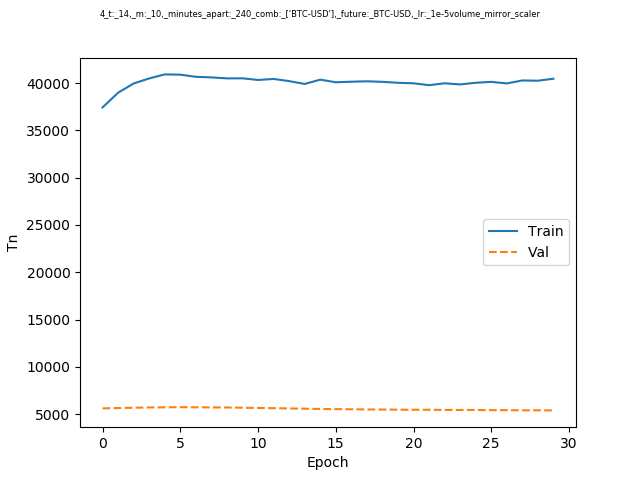 4_t:_14,_m:_10,_minutes_apart:_240_comb:_['BTC-USD'],_future:_BTC-USD,_lr:_1e-5volume_mirror_scaler
40000
35000
30000
25000
20000
15000
10000
5000
Tn
Train
Val
0 5 10 15 20 25 30
Epoch